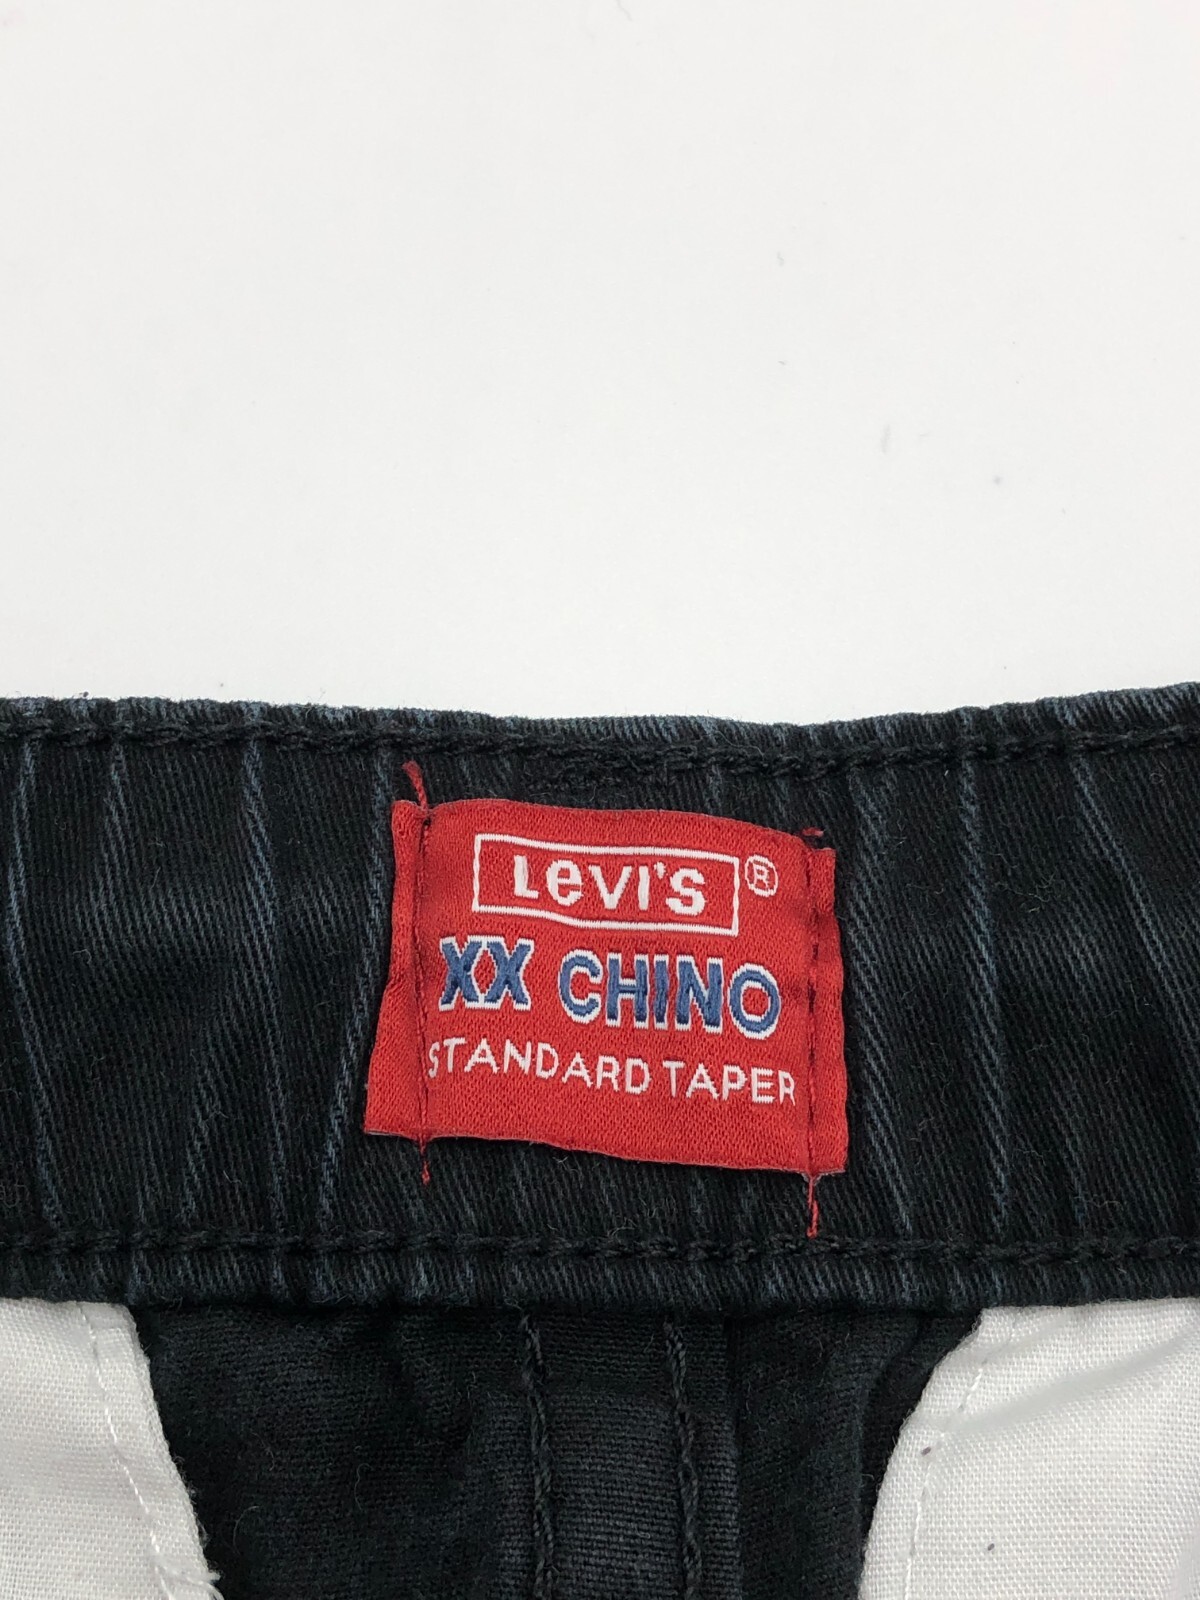 Levi's®
XX CHINO
STANDARD TAPER